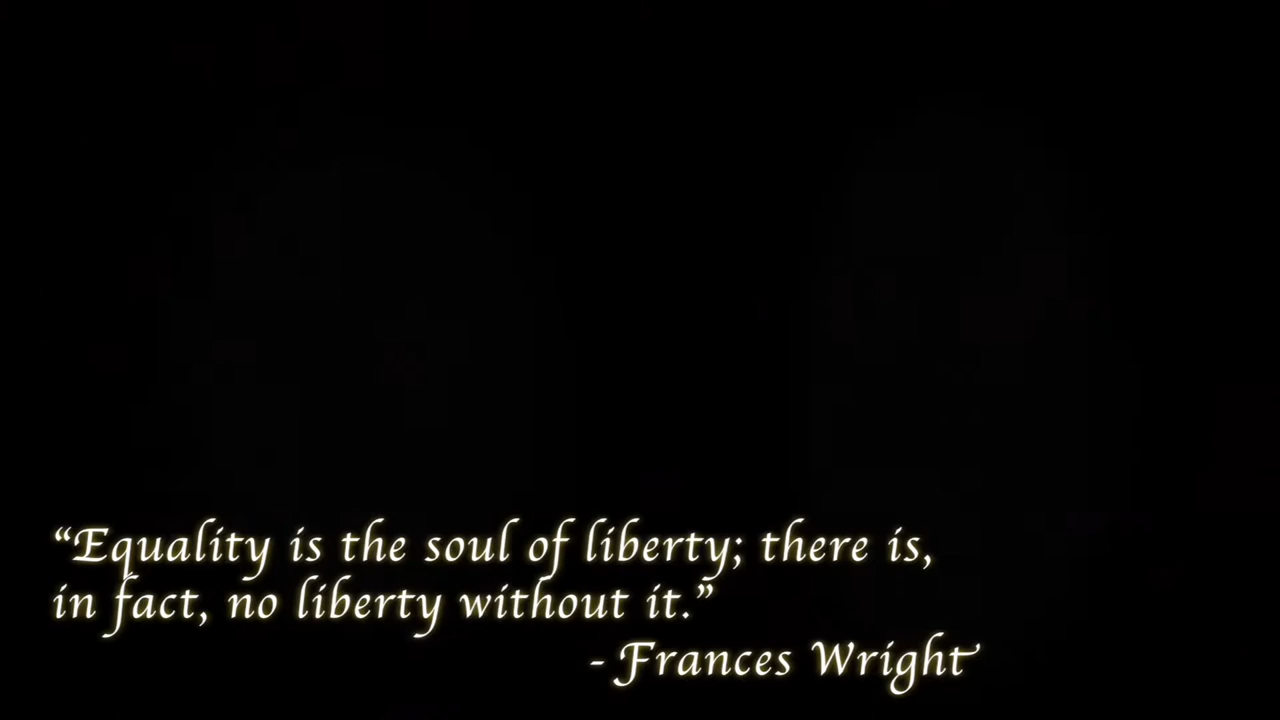 “Equality is the soul of liberty; there is,
in fact, no liberty without it.”
- Frances Wright